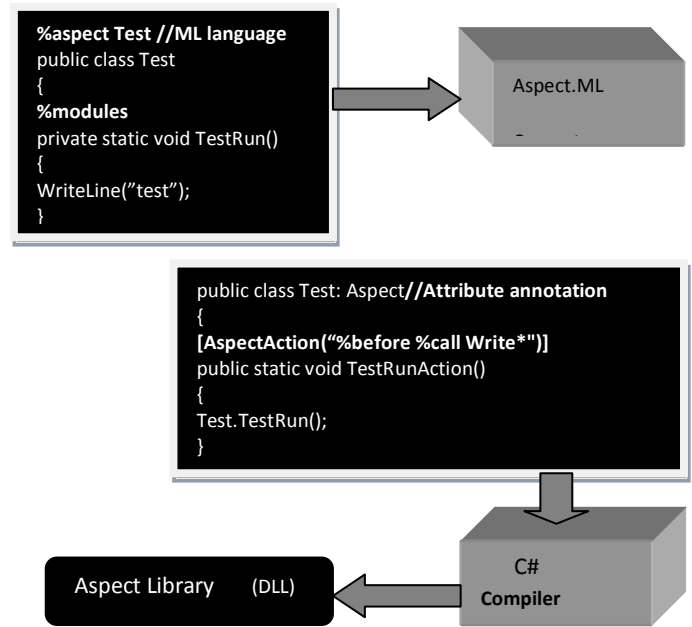 %aspect Test //ML language
public class Test
{
%modules
private static void TestRun()
{
WriteLine(”test”);
}
Aspect.ML
public class Test: Aspect//Attribute annotation
{
[AspectAction(“%before %call Write*")]
public static void TestRunAction()
{
Test.TestRun();
}
C#
Compiler
Aspect Library (DLL)